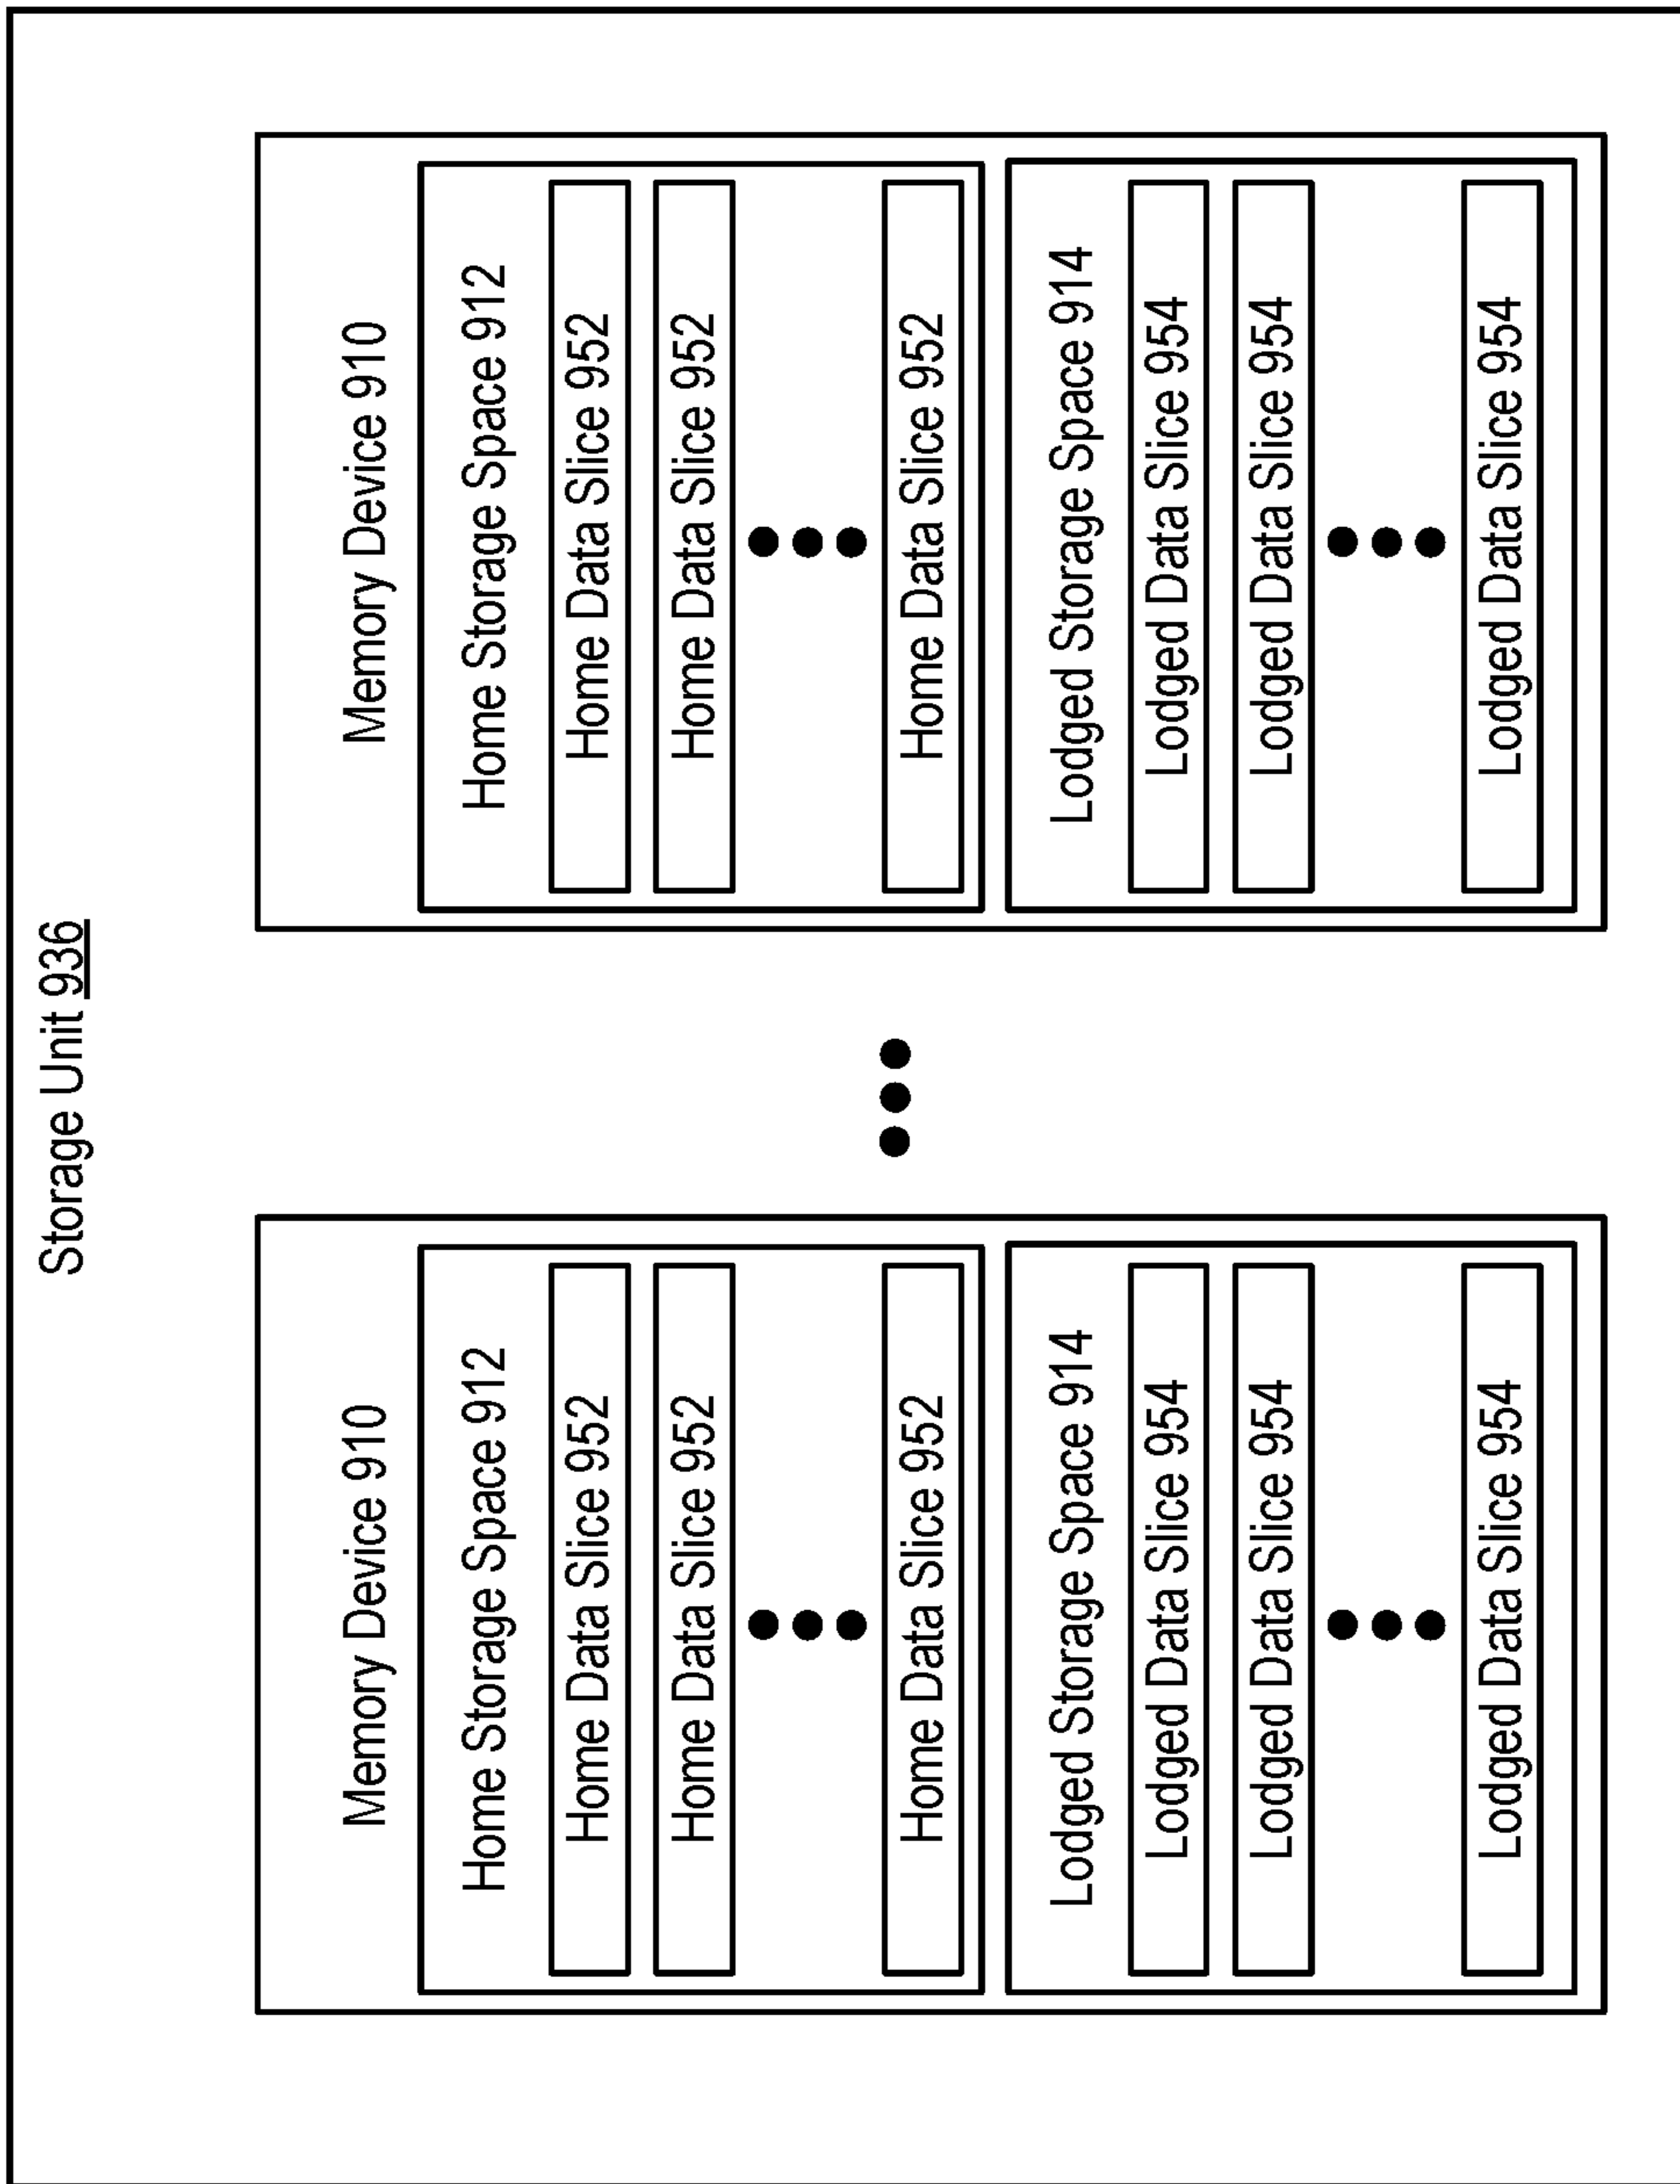 Storage Unit 936
Memory Device 910
Home Storage Space 912
Home Data Slice 952
Home Data Slice 952
Home Data Slice 952
Lodged Storage Space 914
Lodged Data Slice 954
Lodged Data Slice 954
Lodged Data Slice 954
Memory Device 910
Home Storage Space 912
Home Data Slice 952
Home Data Slice 952
Home Data Slice 952
Lodged Storage Space 914
Lodged Data Slice 954
Lodged Data Slice 954
Lodged Data Slice 954